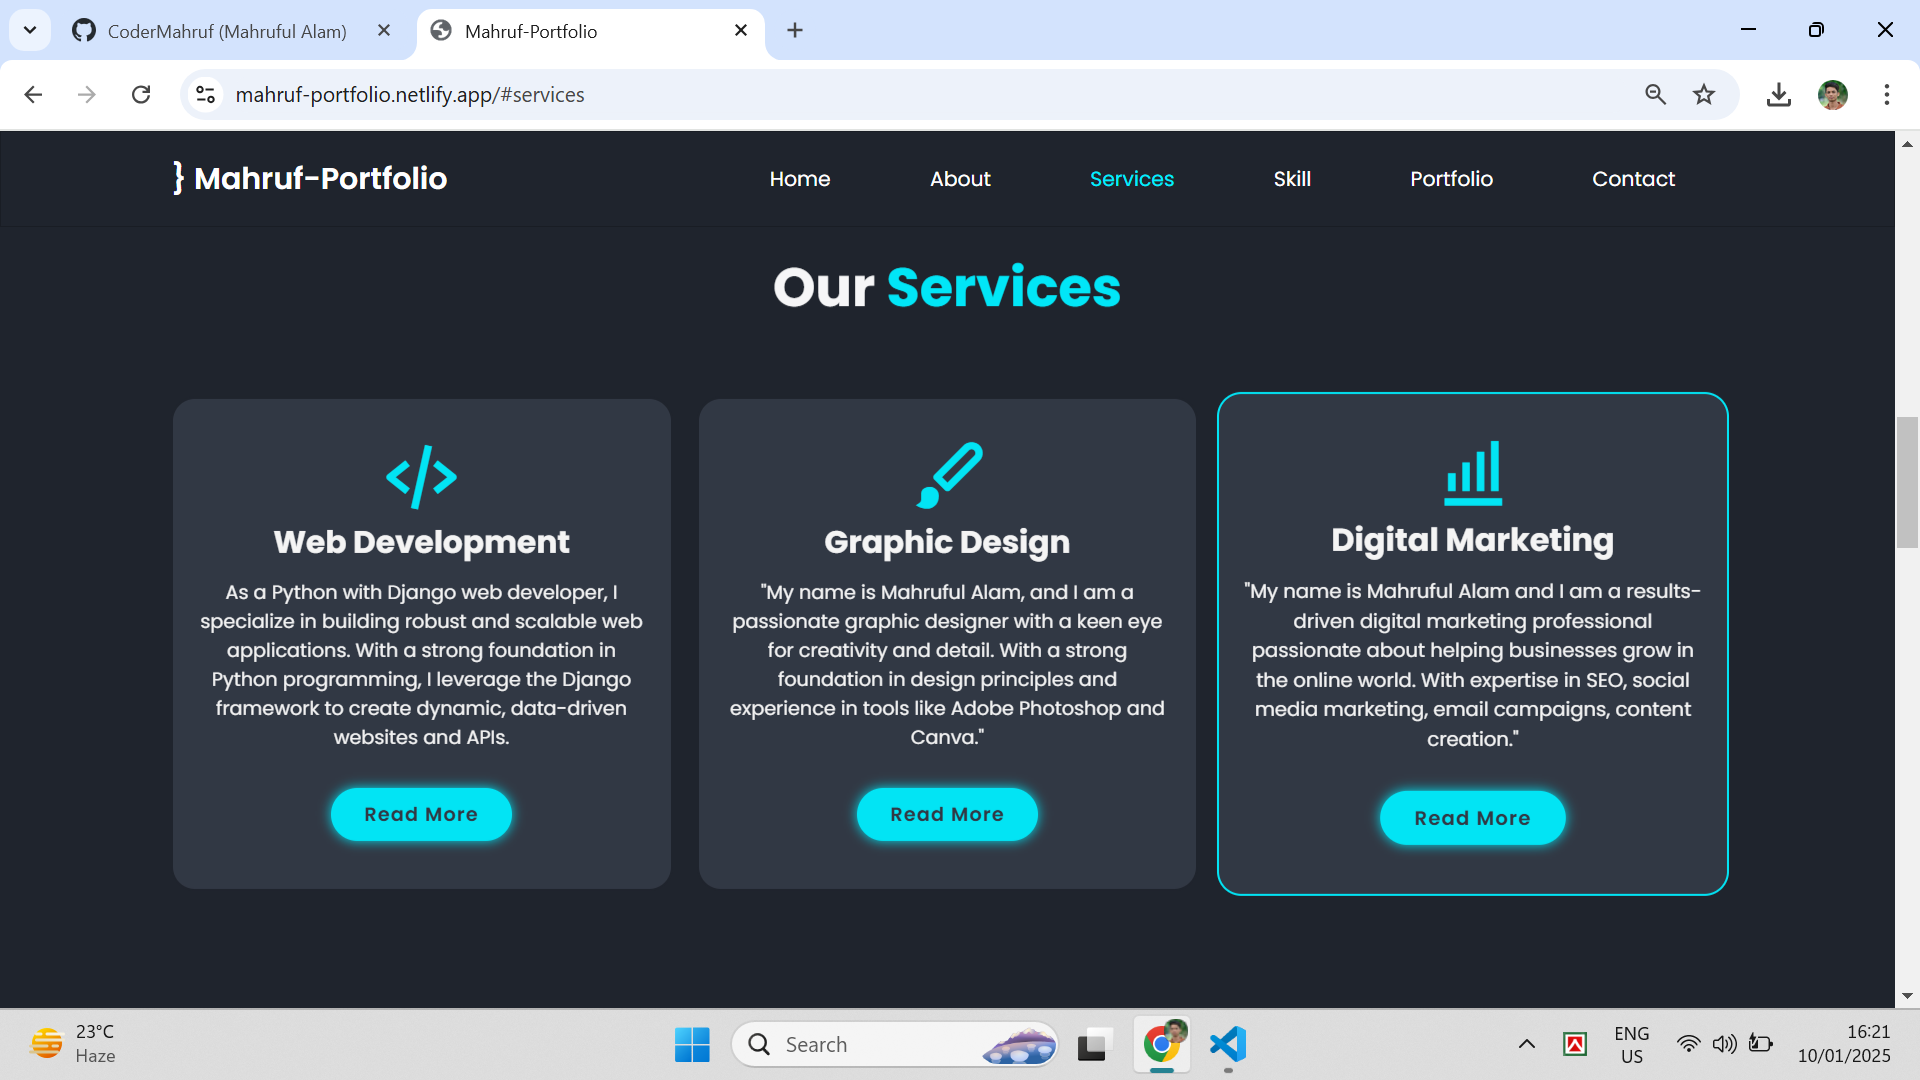 CoderMahruf (Mahruful Alam)
Mahruf-Portfolio
mahruf-portfolio.netlify.app/#services
} Mahruf-Portfolio
Home
About
Services
Skill
Portfolio
Contact
Our Services
Web Development
As a Python with Django web developer, I
specialize in building robust and scalable web
applications. With a strong foundation in
Python programming, I leverage the Django
framework to create dynamic, data-driven
websites and APIs.
Read More
Graphic Design
"My name is Mahruful Alam, and I am a
passionate graphic designer with a keen eye
for creativity and detail. With a strong
foundation in design principles and
experience in tools like Adobe Photoshop and
Canva."
Read More
Digital Marketing
"My name is Mahruful Alam and I am a results-
driven digital marketing professional
passionate about helping businesses grow in
the online world. With expertise in SEO, social
media marketing, email campaigns, content
creation."
Read More
23°C
Haze
Search
ENG
US
16:21
10/01/2025